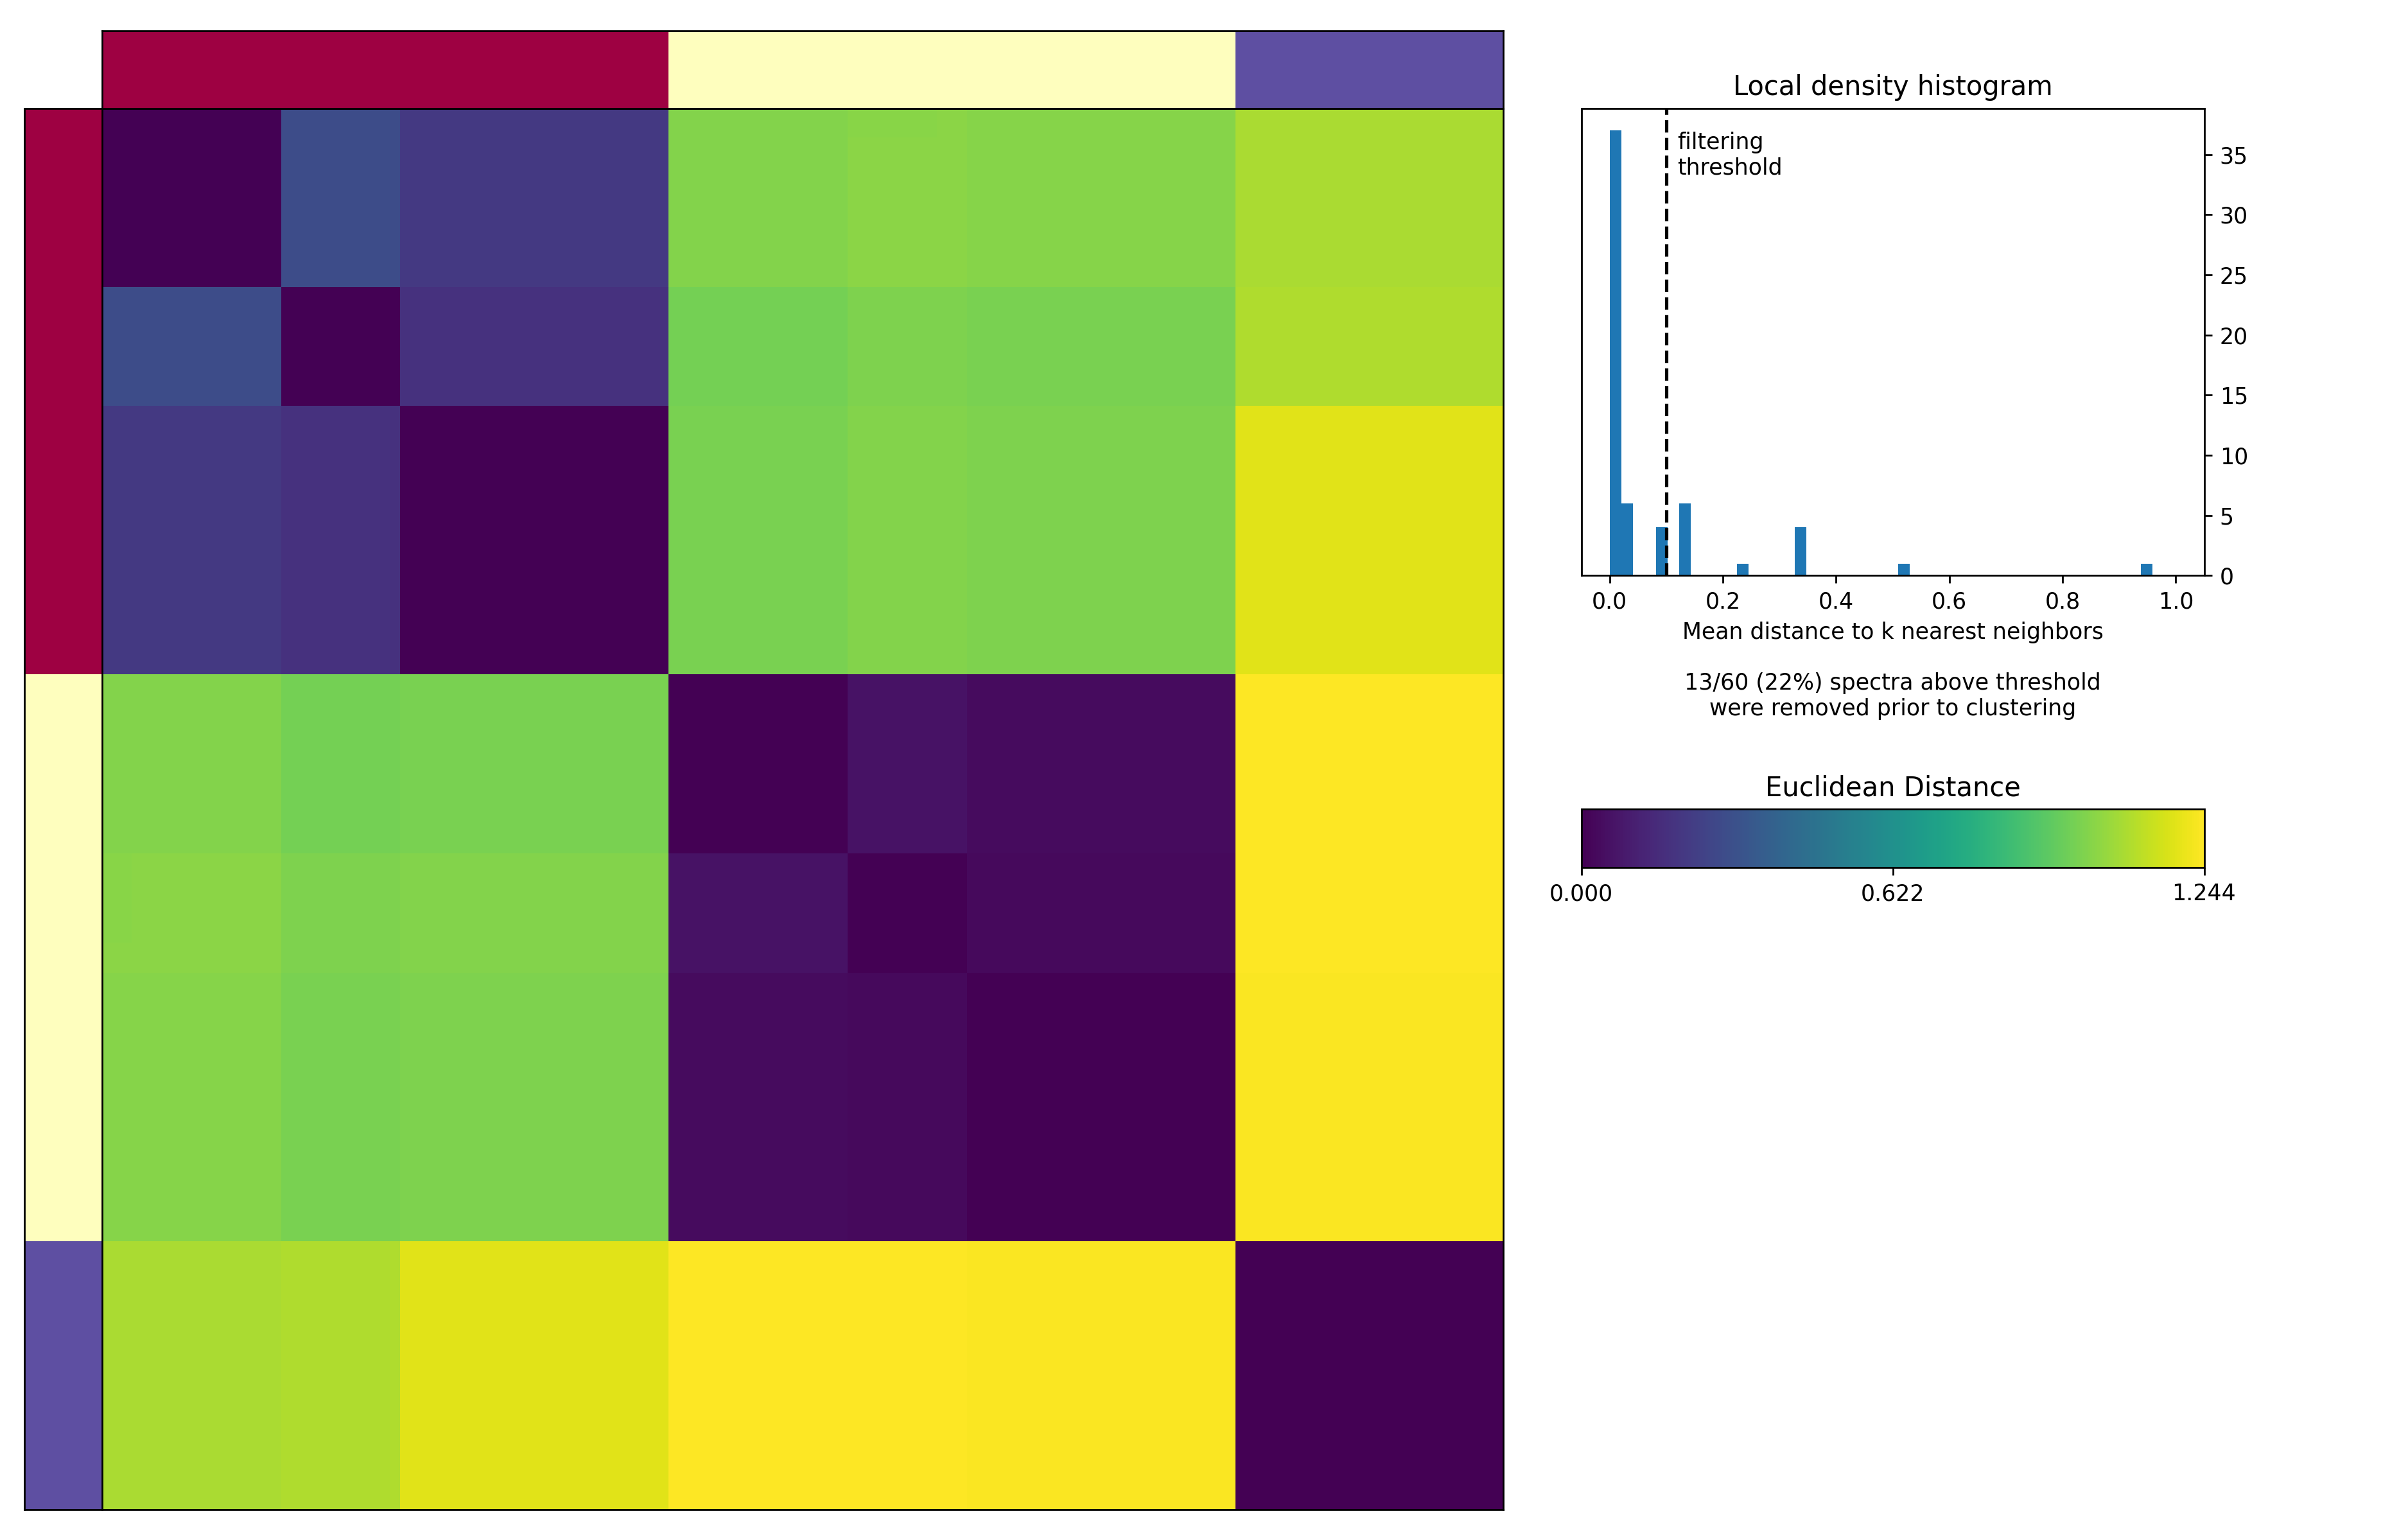 Local density histogram
filtering
threshold
35
30
25
20
15
10
5
0
0.0 0.2 0.4 0.6 0.8 1.0
Mean distance to k nearest neighbors
13/60 (22%) spectra above threshold
were removed prior to clustering
Euclidean Distance
0.000 0.622 1.244